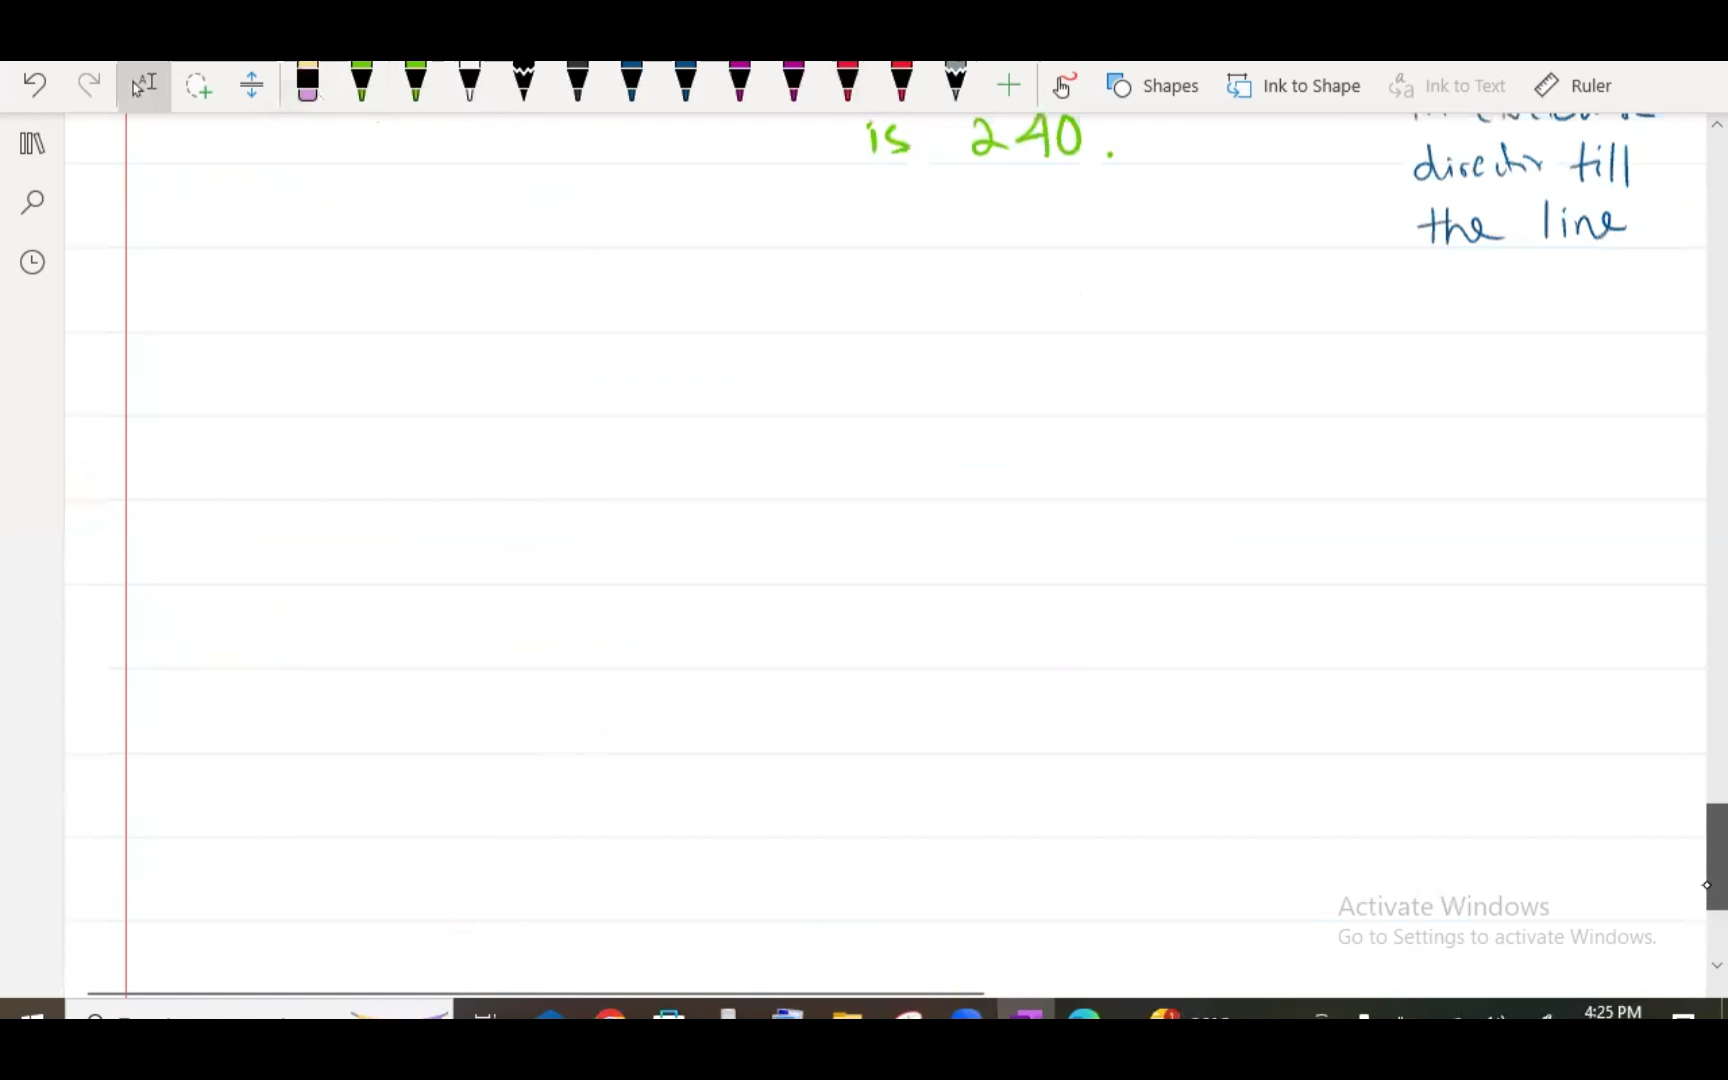 Shapes
Ink to Shape
Ink to Text
Ruler
is 240.
till
the line
Activate Windows
Go to Settings to activate Windows.
4:25 PM